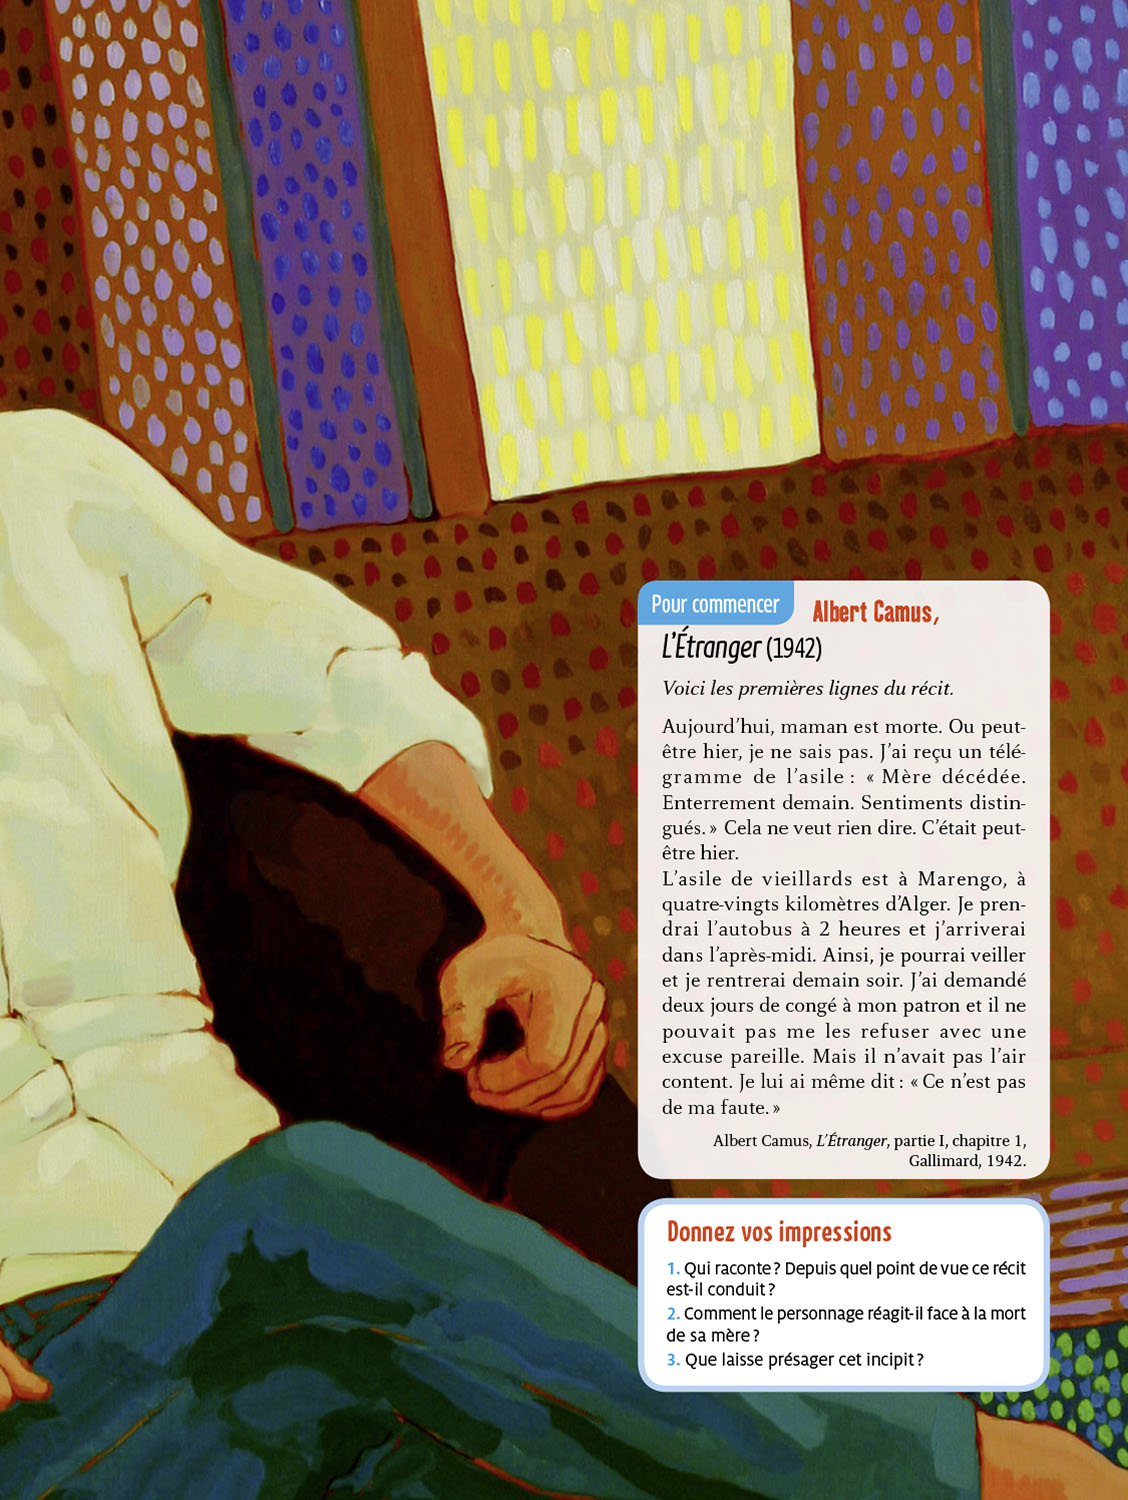 Pour commencer
Albert Camus,
L'Étranger (1942)
Voici les premières lignes du récit.
Aujourd'hui, maman est morte. Ou peut-
être hier, je ne sais pas. J'ai reçu un télé-
gramme de l'asile : « Mère décédée.
Enterrement demain. Sentiments distin-
gués. » Cela ne veut rien dire. C'était peut-
être hier.
L'asile de vieillards est à Marengo, à
quatre-vingts kilomètres d'Alger. Je pren-
drai l'autobus à 2 heures et j'arriverai
dans l'après-midi. Ainsi, je pourrai veiller
et je rentrerai demain soir. J'ai demandé
deux jours de congé à mon patron et il ne
pouvait pas me les refuser avec une
excuse pareille. Mais il n'avait pas l'air
content. Je lui ai même dit : « Ce n'est pas
de ma faute. »
Albert Camus, L'Étranger, partie I, chapitre 1,
Gallimard, 1942.
Donnez vos impressions
1. Qui raconte ? Depuis quel point de vue ce récit
est-il conduit ?
2. Comment le personnage réagit-il face à la mort
de sa mère ?
3. Que laisse présager cet incipit ?